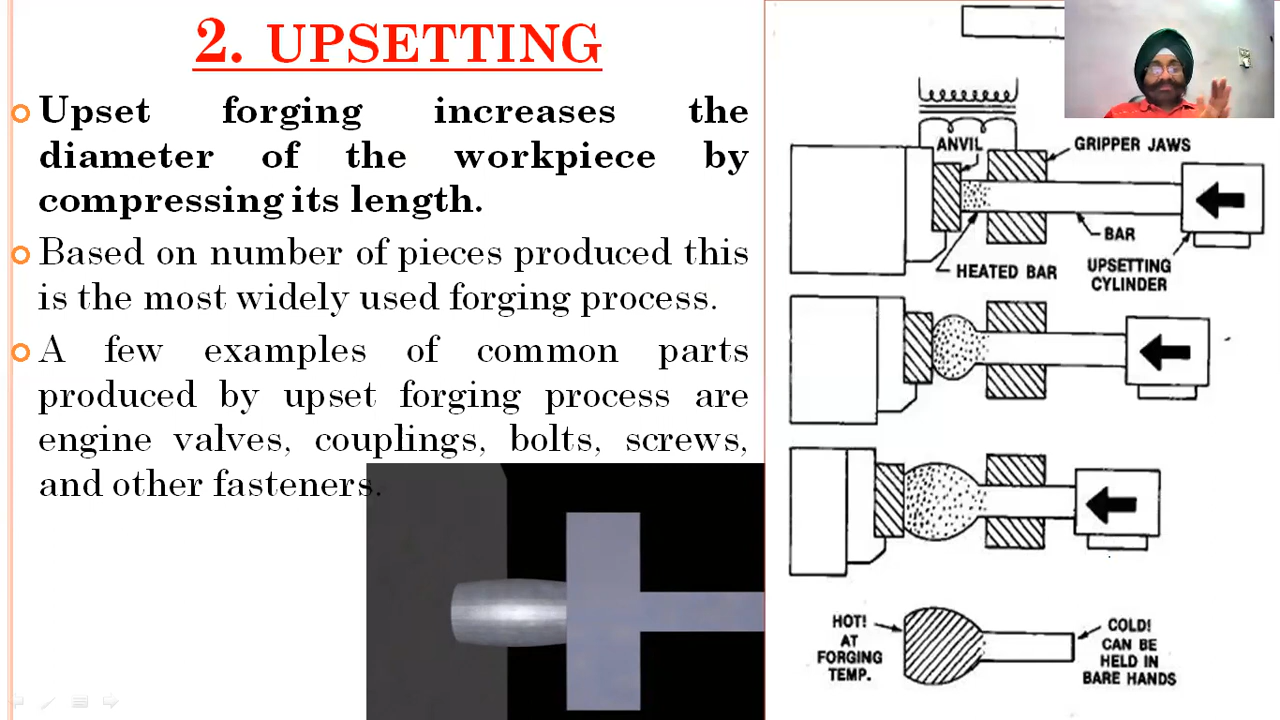 2. UPSETTING
Upset forging increases the
diameter of the workpiece by
compressing its length.
Based on number of pieces produced this
is the most widely used forging process.
A few examples of common parts
produced by upset forging process are
engine valves, couplings, bolts, screws,
and other fasteners.
ANVIL
GRIPPER JAWS
BAR
HEATED BAR
UPSETTING
CYLINDER
HOT!
AT
FORGING
TEMP.
COLD!
CAN BE
HELD IN
BARE HANDS